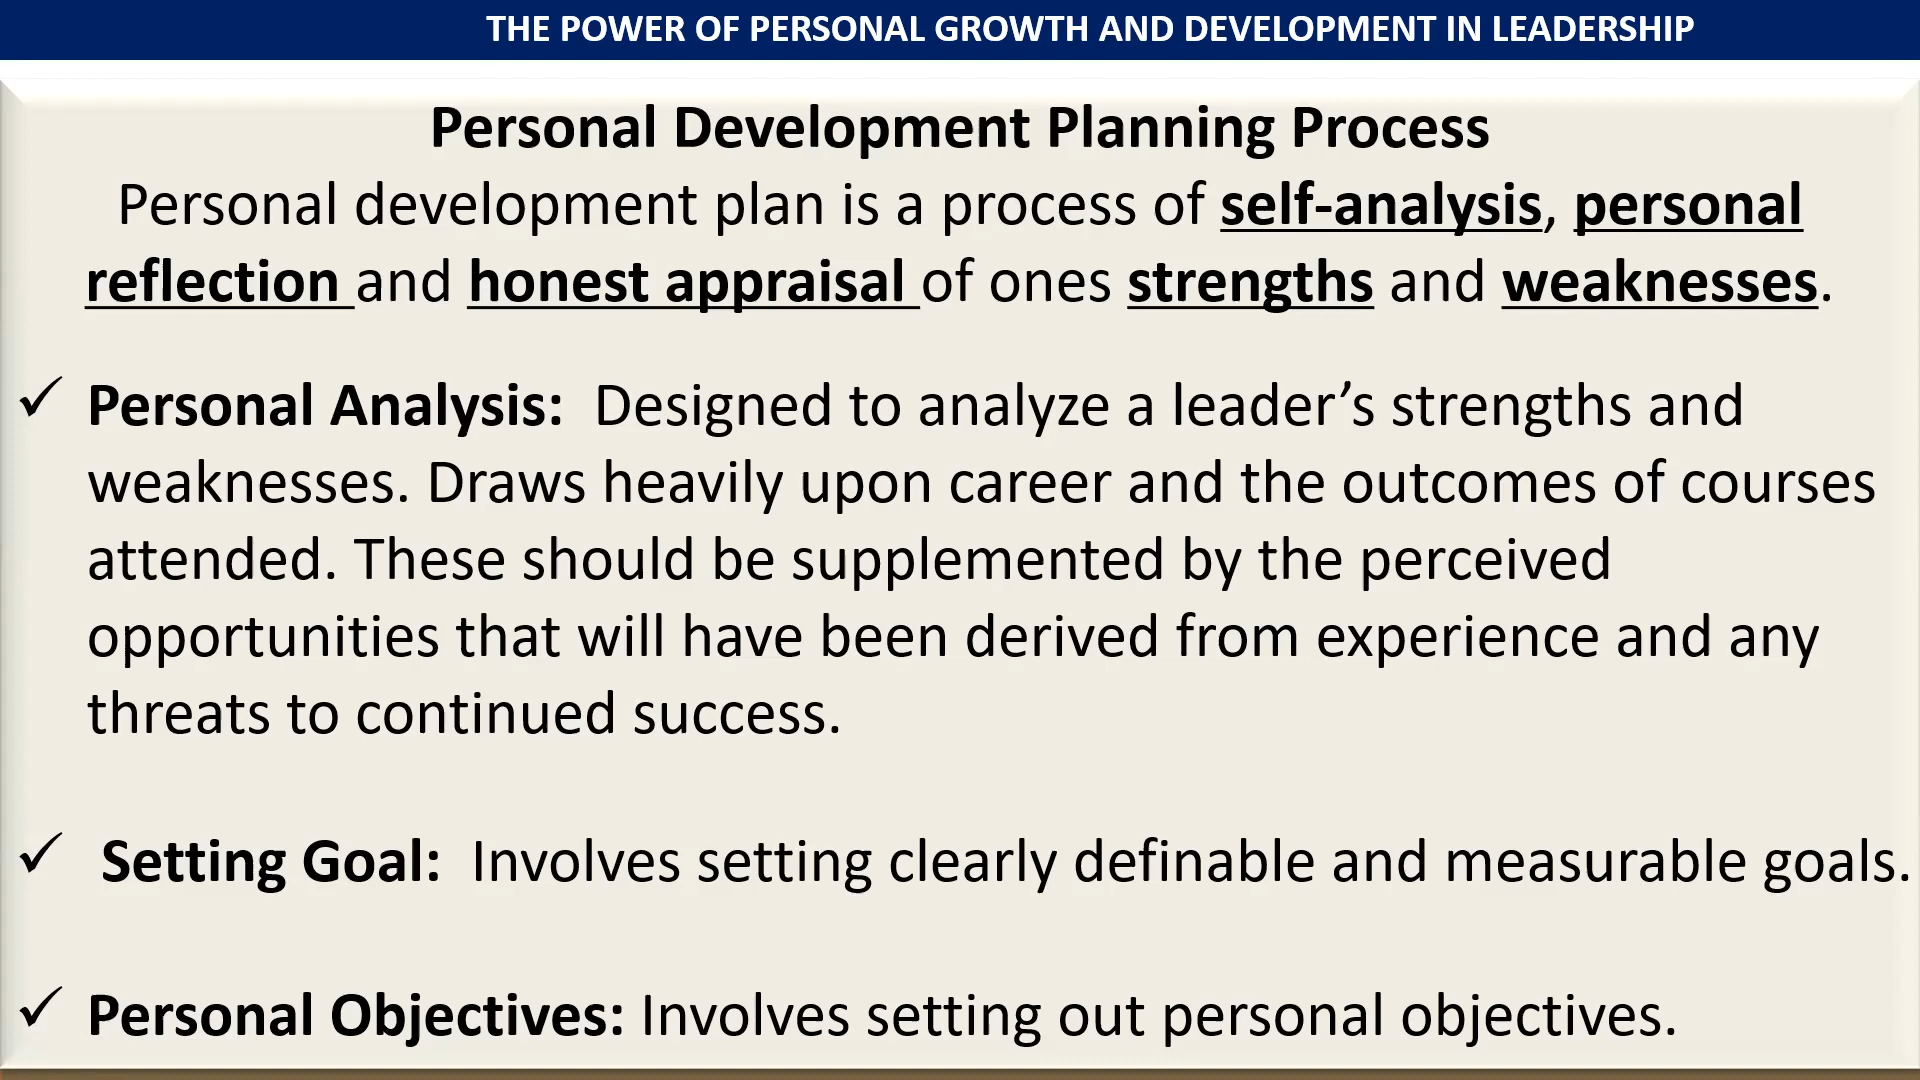 THE POWER OF PERSONAL GROWTH AND DEVELOPMENT IN LEADERSHIP
Personal Development Planning Process
Personal development plan is a process of self-analysis, personal
reflection and honest appraisal of ones strengths and weaknesses.
✓ Personal Analysis: Designed to analyze a leader’s strengths and
weaknesses. Draws heavily upon career and the outcomes of courses
attended. These should be supplemented by the perceived
opportunities that will have been derived from experience and any
threats to continued success.
✓ Setting Goal: Involves setting clearly definable and measurable goals.
✓ Personal Objectives: Involves setting out personal objectives.